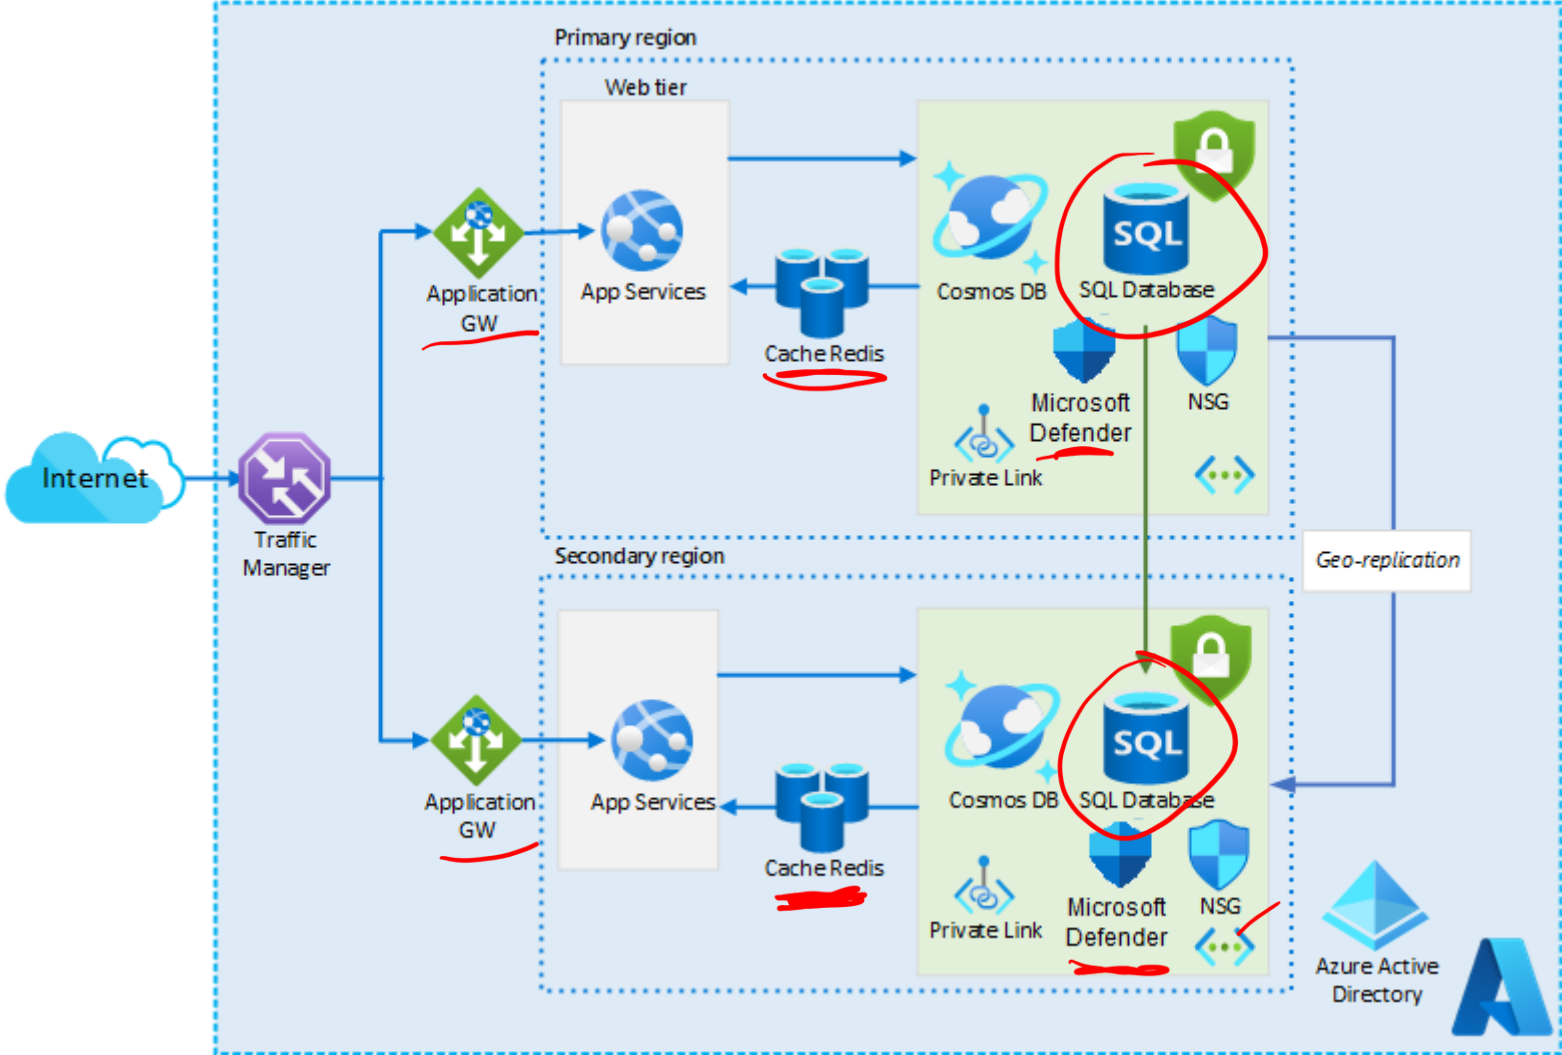 Primary region
Web tier
Application
GW
App Services
Cache Redis
Cosmos DB
SQL
SQL Database
Microsoft
Defender
NSG
Private Link
Internet
Traffic
Manager
Geo-replication
Secondary region
Application
GW
App Services
Cache Redis
Cosmos DB
SQL
SQL Database
Microsoft
Defender
NSG
Private Link
Azure Active
Directory